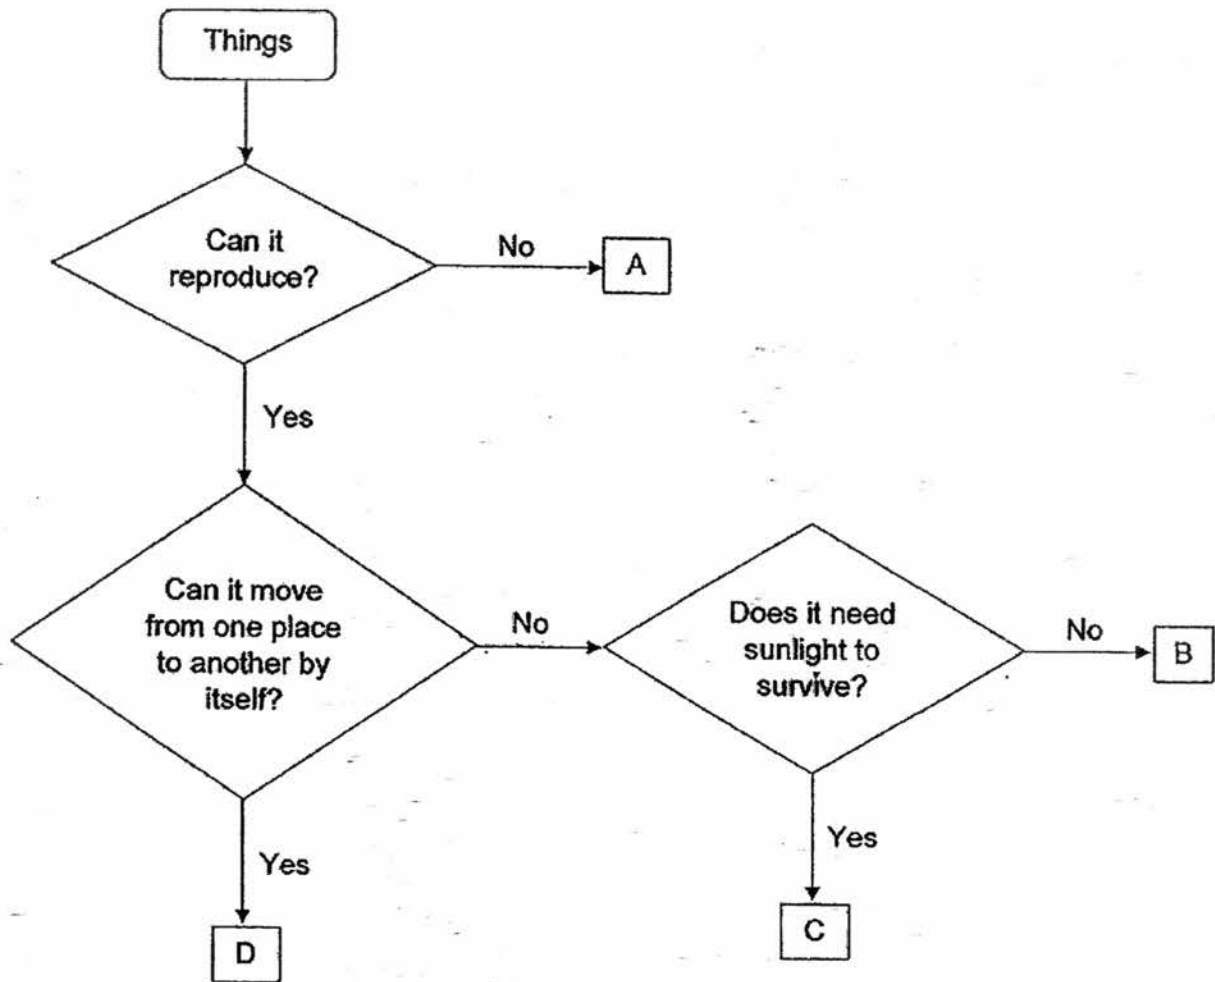 Things
Can it
reproduce?
No
A
Yes
Can it move
from one place
to another by
itself?
No
Does it need
sunlight to
survive?
No
B
Yes
D
Yes
C